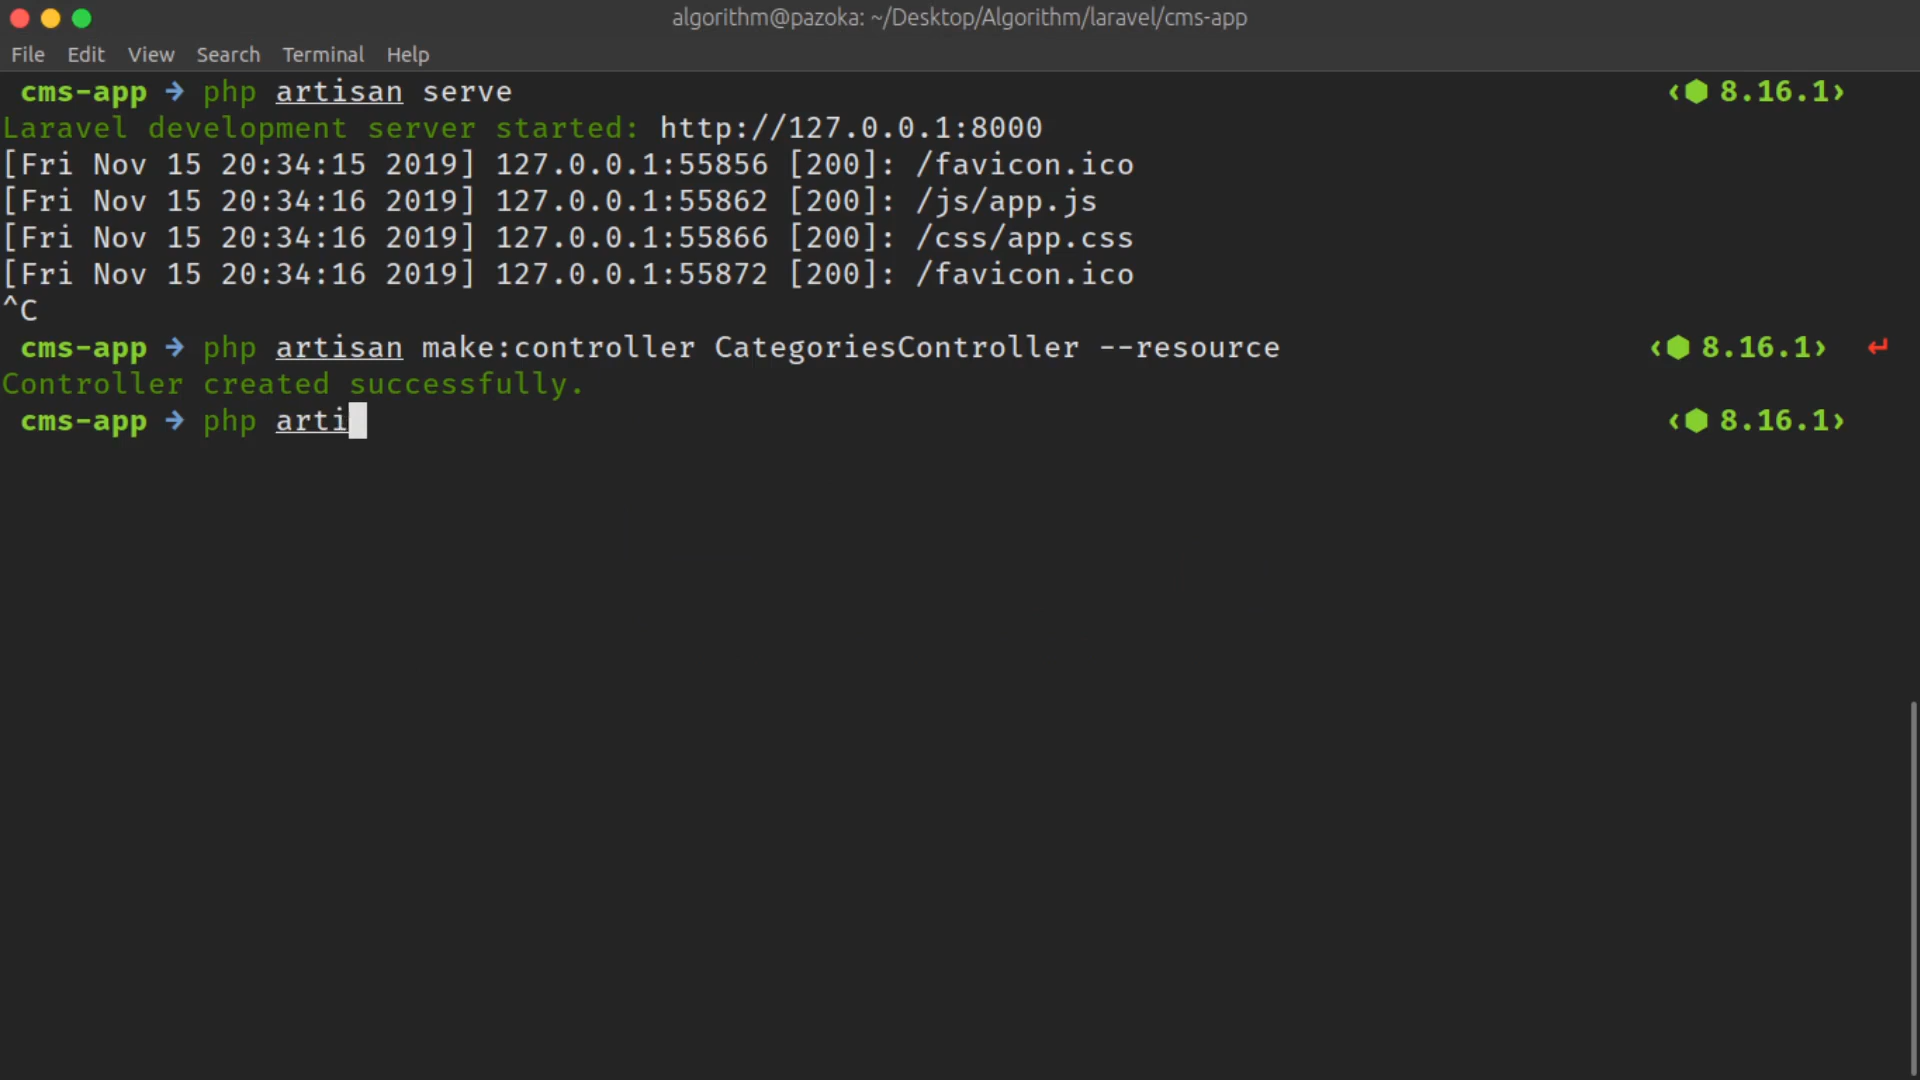 algorithm@pazoka: ~/Desktop/Algorithm/laravel/cms-app
File Edit View Search Terminal Help
cms-app → php artisan serve ‹⬢ 8.16.1›
Laravel development server started: http://127.0.0.1:8000
[Fri Nov 15 20:34:15 2019] 127.0.0.1:55856 [200]: /favicon.ico
[Fri Nov 15 20:34:16 2019] 127.0.0.1:55862 [200]: /js/app.js
[Fri Nov 15 20:34:16 2019] 127.0.0.1:55866 [200]: /css/app.css
[Fri Nov 15 20:34:16 2019] 127.0.0.1:55872 [200]: /favicon.ico
^C
cms-app → php artisan make:controller CategoriesController --resource ‹⬢ 8.16.1› ↵
Controller created successfully.
cms-app → php arti ‹⬢ 8.16.1›